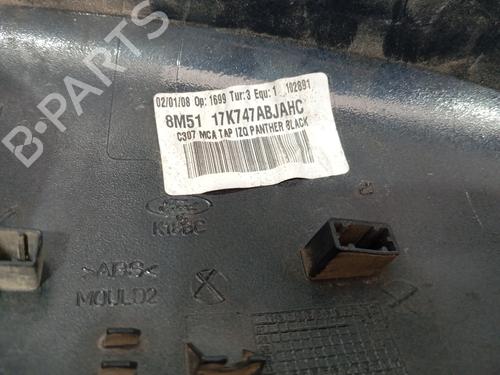 B-PARTS
02/01/08 Op:1699 Tur:3 Equ:1 102891
8M51 17K747ABJAHC
C307 MCA TAP IZQ PANTHER BLACK
Ford
>ABS<
MOULD2